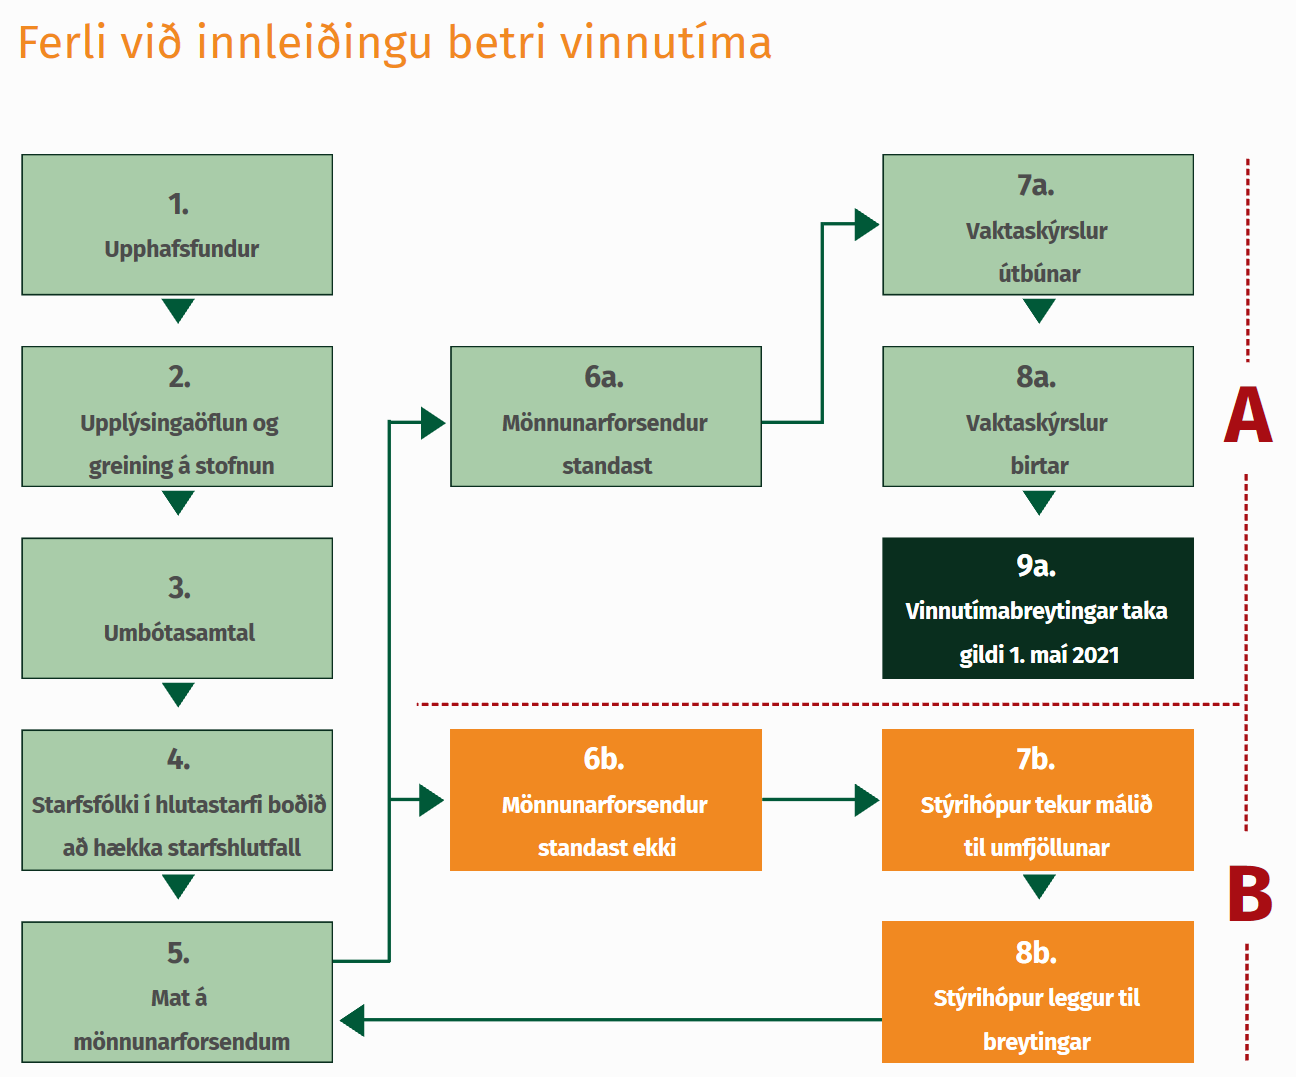 Ferli við innleiðingu betri vinnutíma
1.
Upphafsfundur
2.
Upplýsingaöflun og
greining á stofnun
3.
Umbótasamtal
4.
Starfsfólki í hlutastarfi boðið
að hækka starfshlutfall
5.
Mat á
mönnunarforsendum
6a.
Mönnunarforsendur
standast
7a.
Vaktaskýrslur
útbúnar
8a.
Vaktaskýrslur
birtar
9a.
Vinnutímabreytingar taka
gildi 1. maí 2021
A
6b.
Mönnunarforsendur
standast ekki
7b.
Stýrihópur tekur málið
til umfjöllunar
8b.
Stýrihópur leggur til
breytingar
B